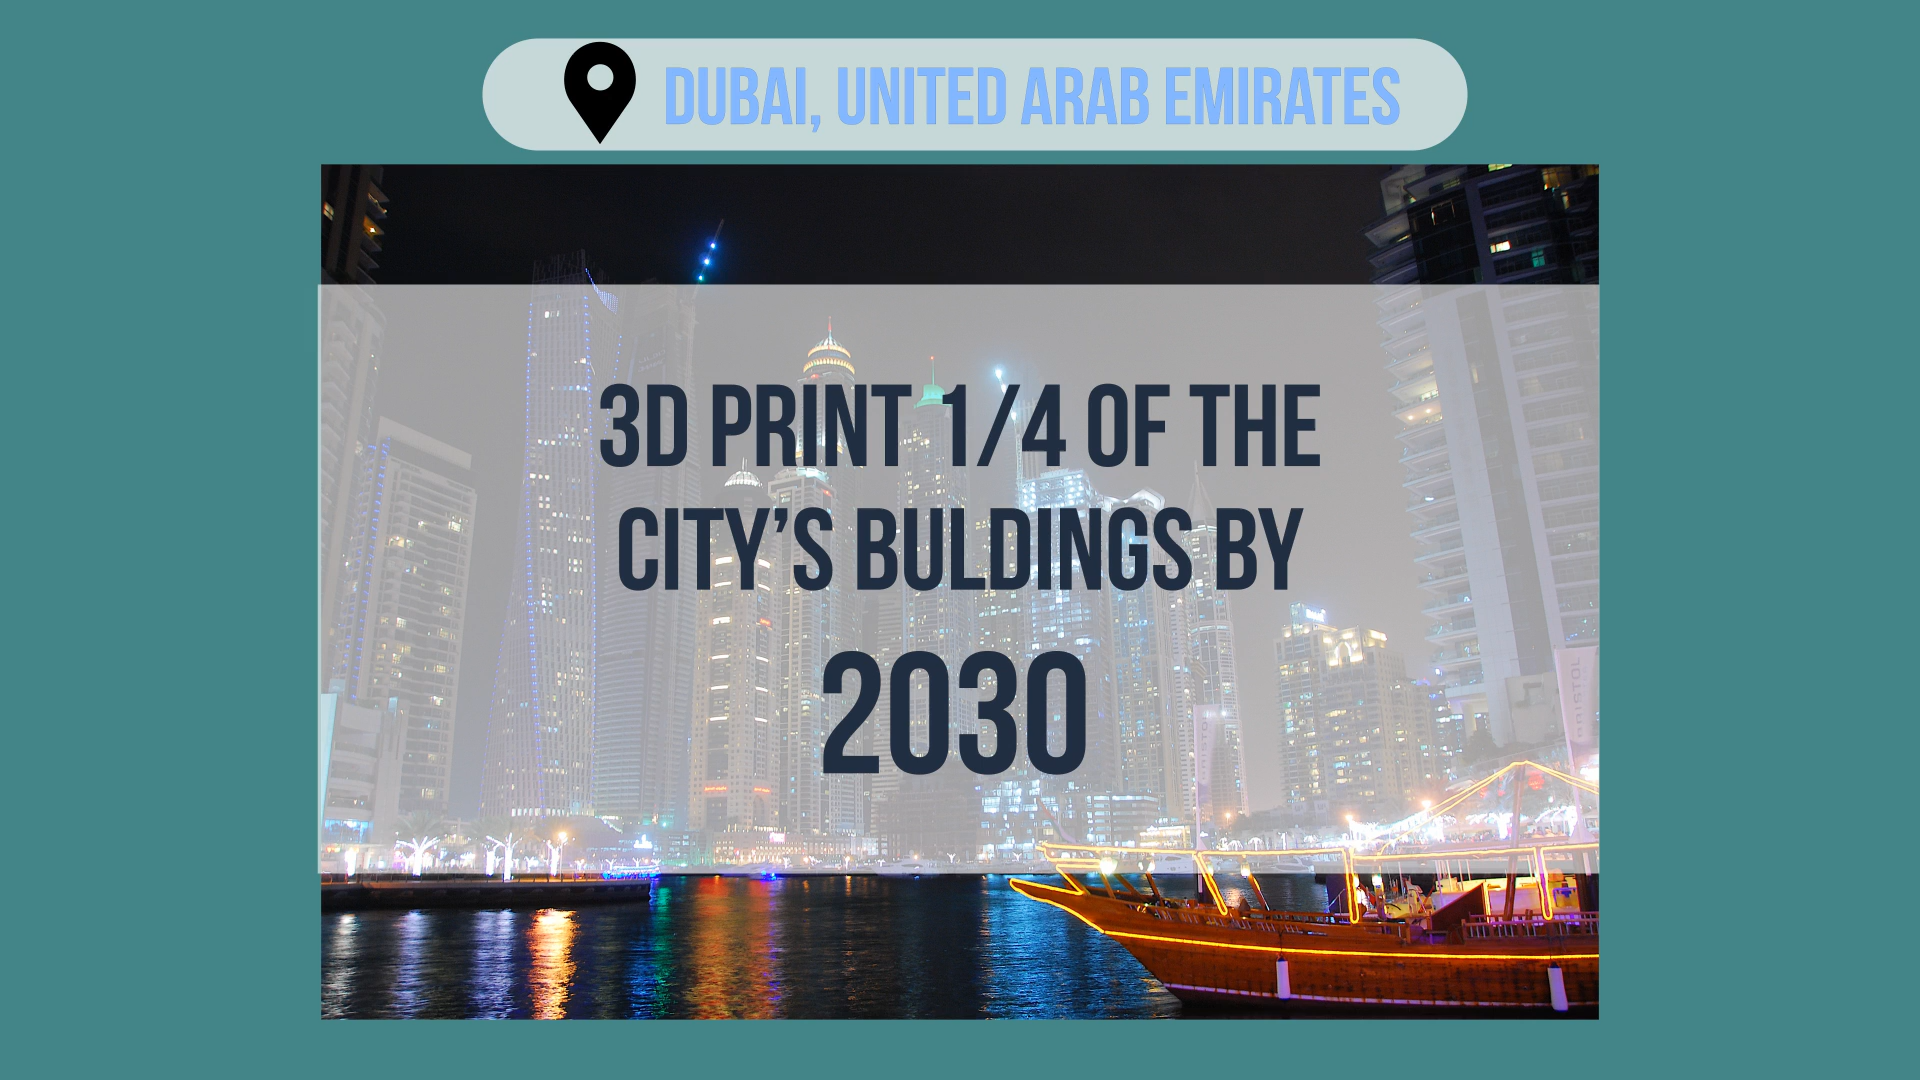 DUBAI, UNITED ARAB EMIRATES
3D PRINT 1/4 OF THE
CITY’S BULDINGS BY
2030